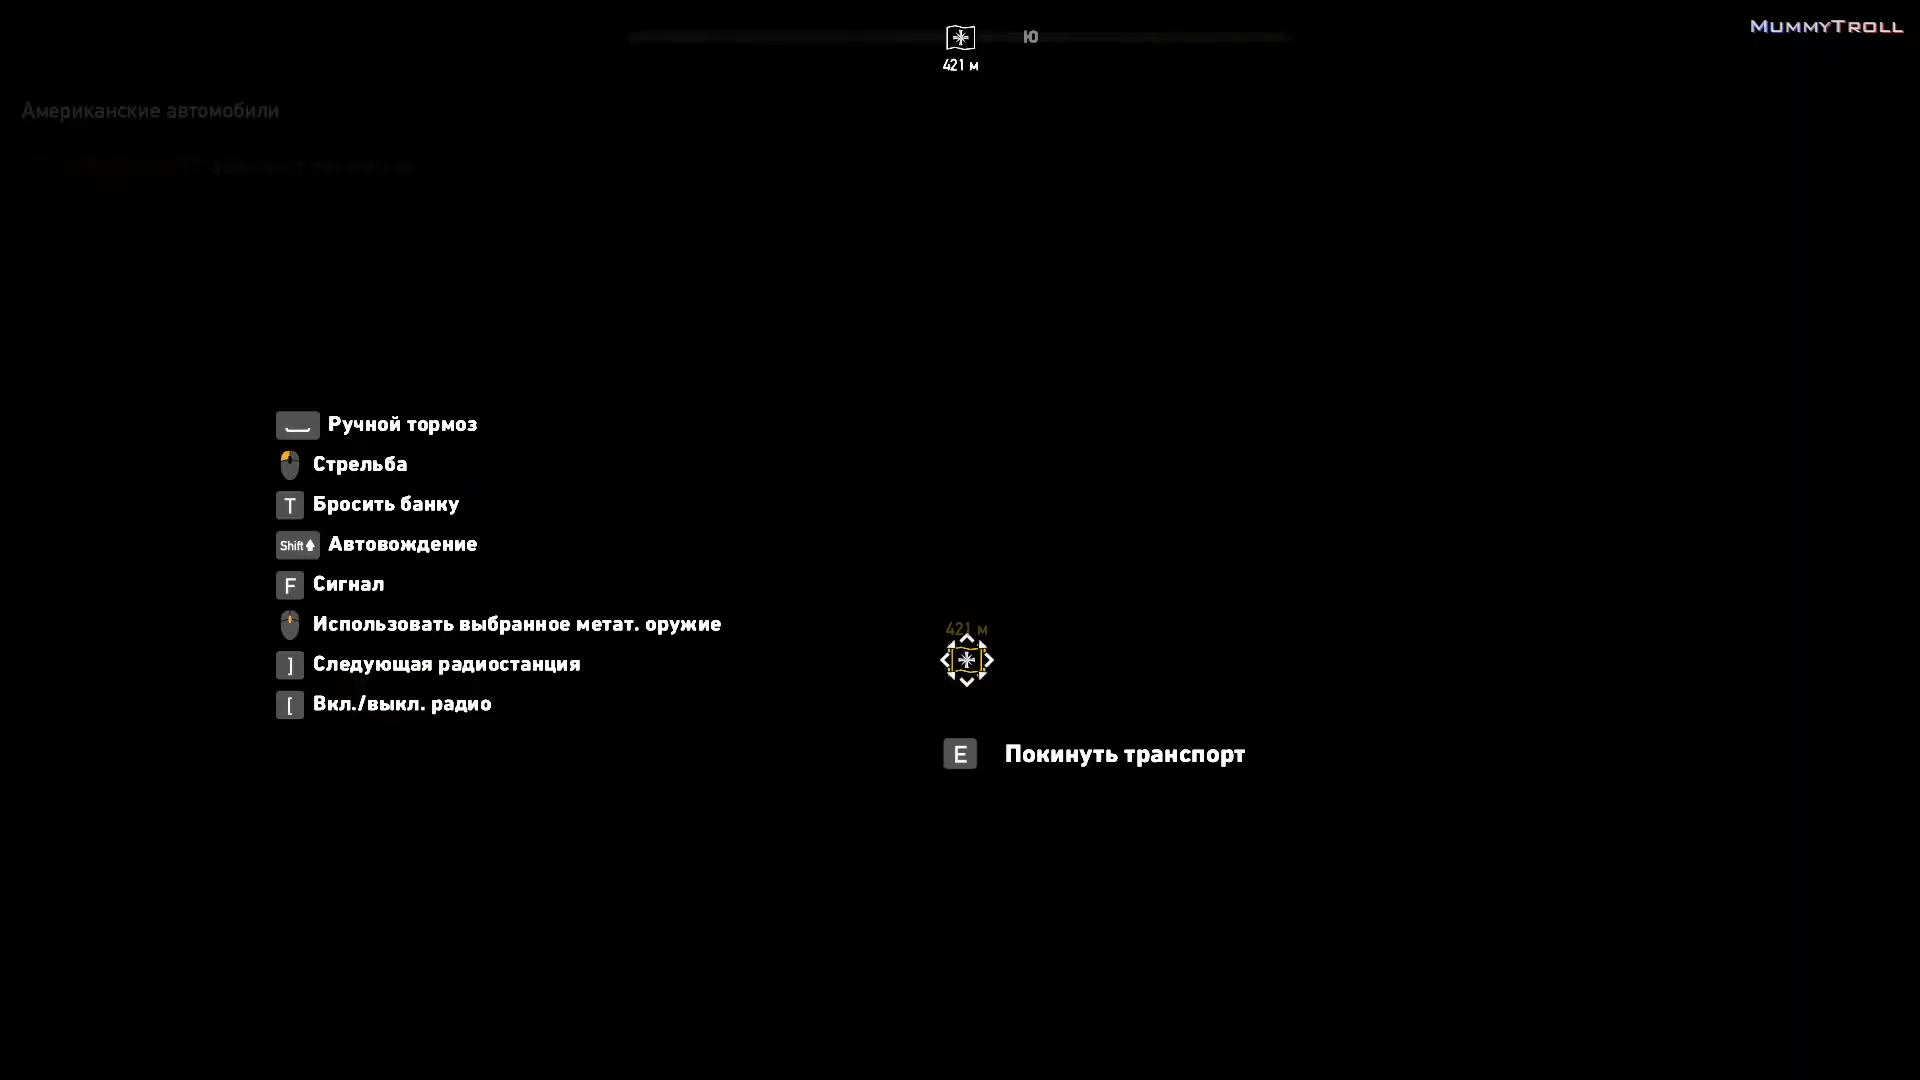 Ю
MUMMYTROLL
421 м
Американские автомобили
Ручной тормоз
Стрельба
T Бросить банку
Shift Автовождение
F Сигнал
Использовать выбранное метат. оружие
] Следующая радиостанция
[ Вкл./выкл. радио
421 м
E Покинуть транспорт